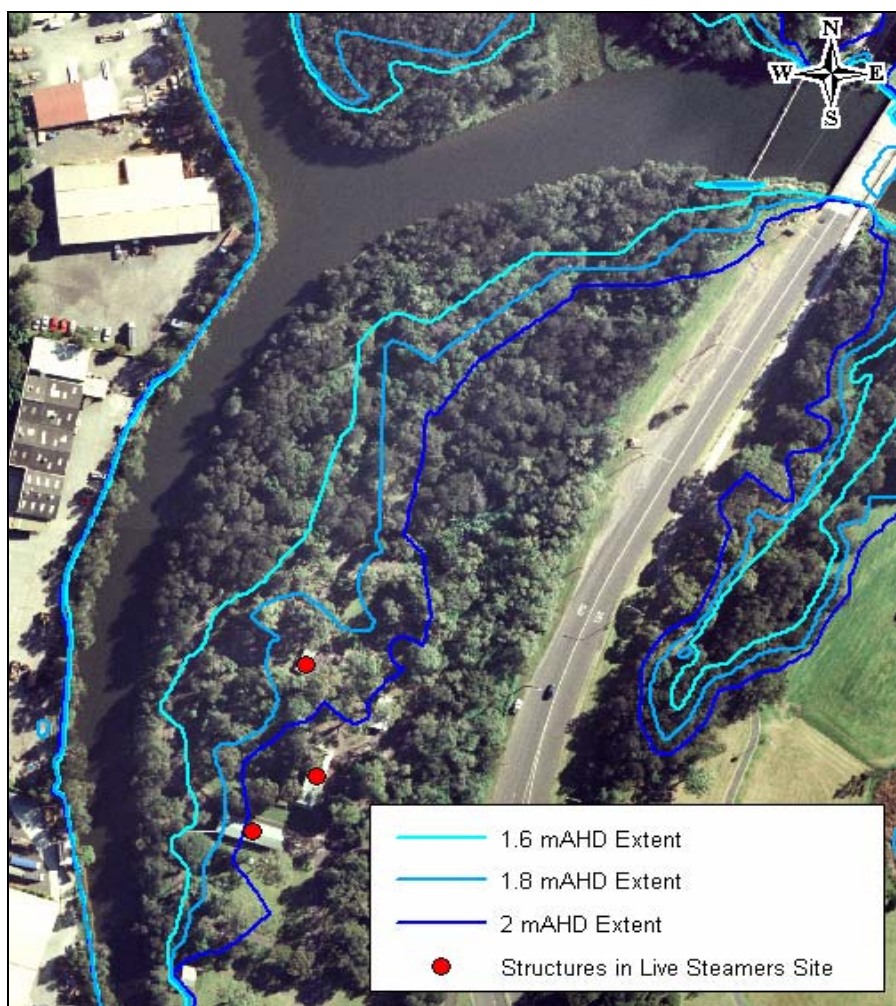 N
W E
S
1.6 mAHD Extent
1.8 mAHD Extent
2 mAHD Extent
Structures in Live Steamers Site